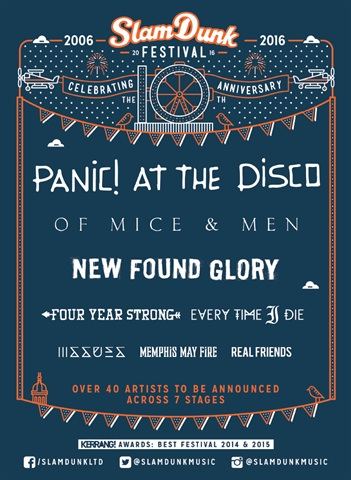 Slam Dunk
2006 FESTIVAL 2016
20 16
CELEBRATING ANNIVERSARY
THE 10 TH
PANIC! AT THE DISCO
OF MICE & MEN
NEW FOUND GLORY
FOUR YEAR STRONG EVERY TIME I DIE
ISSUES MEMPHIS MAY FIRE REAL FRIENDS
OVER 40 ARTISTS TO BE ANNOUNCED
ACROSS 7 STAGES
KERRANG! AWARDS: BEST FESTIVAL 2014 & 2015
/SLAMDUNKLTD @SLAMDUNKMUSIC @SLAMDUNKMUSIC